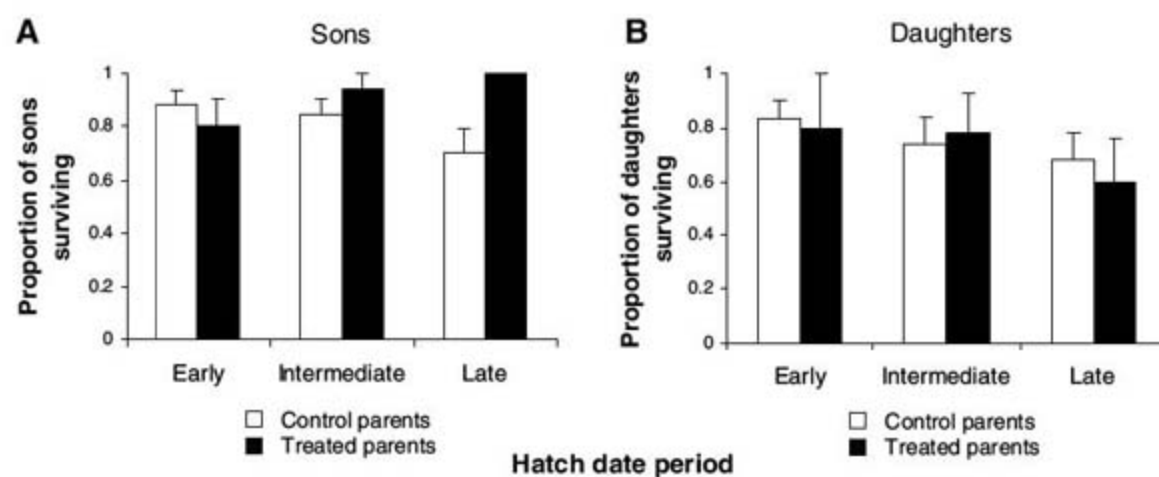 A
Sons
Proportion of sons
surviving
1
0.8
0.6
0.4
0.2
0
Early
Intermediate
Late
Control parents
Treated parents
B
Daughters
Proportion of daughters
surviving
1
0.8
0.6
0.4
0.2
0
Early
Intermediate
Late
Control parents
Treated parents
Hatch date period